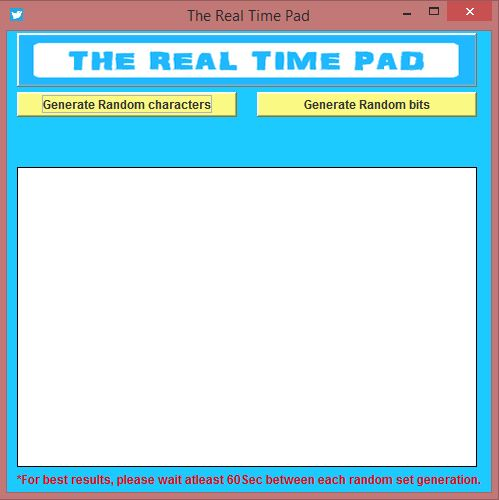 The Real Time Pad
THE REAL TIME PAD
Generate Random characters
Generate Random bits
*For best results, please wait atleast 60Sec between each random set generation.